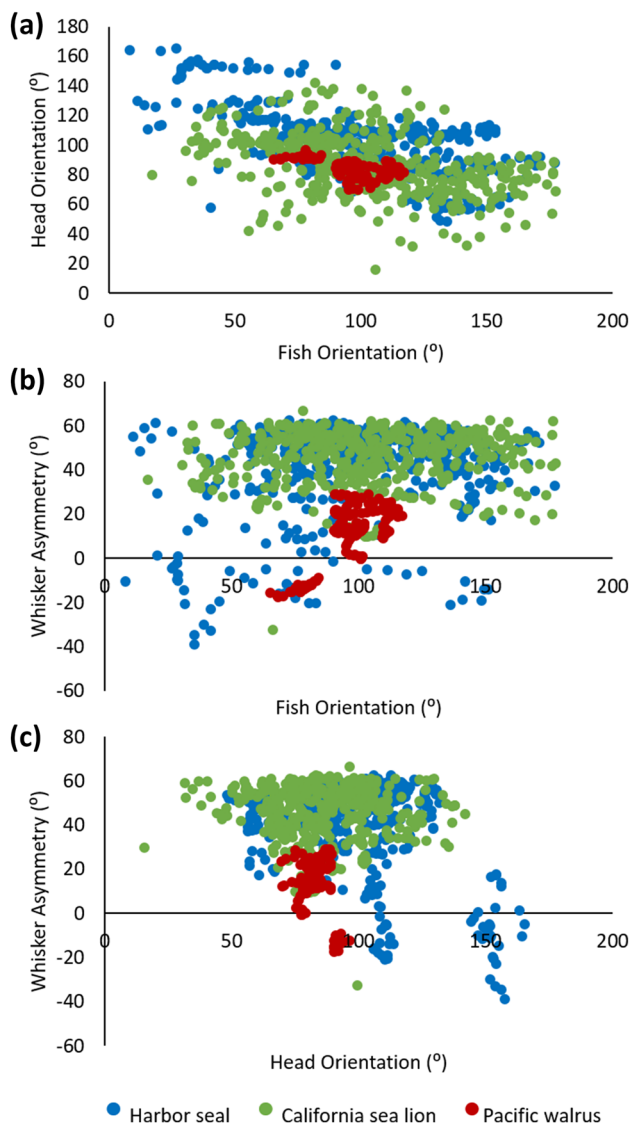 (a)
180
160
140
120
100
80
60
40
20
0
Head Orientation (º)
0 50 100 150 200
Fish Orientation (º)
(b)
80
60
40
20
0
-20
-40
-60
Whisker Asymmetry (º)
0 50 100 150 200
Fish Orientation (º)
(c)
80
60
40
20
0
-20
-40
-60
Whisker Asymmetry (º)
0 50 100 150 200
Head Orientation (º)
Harbor seal California sea lion Pacific walrus